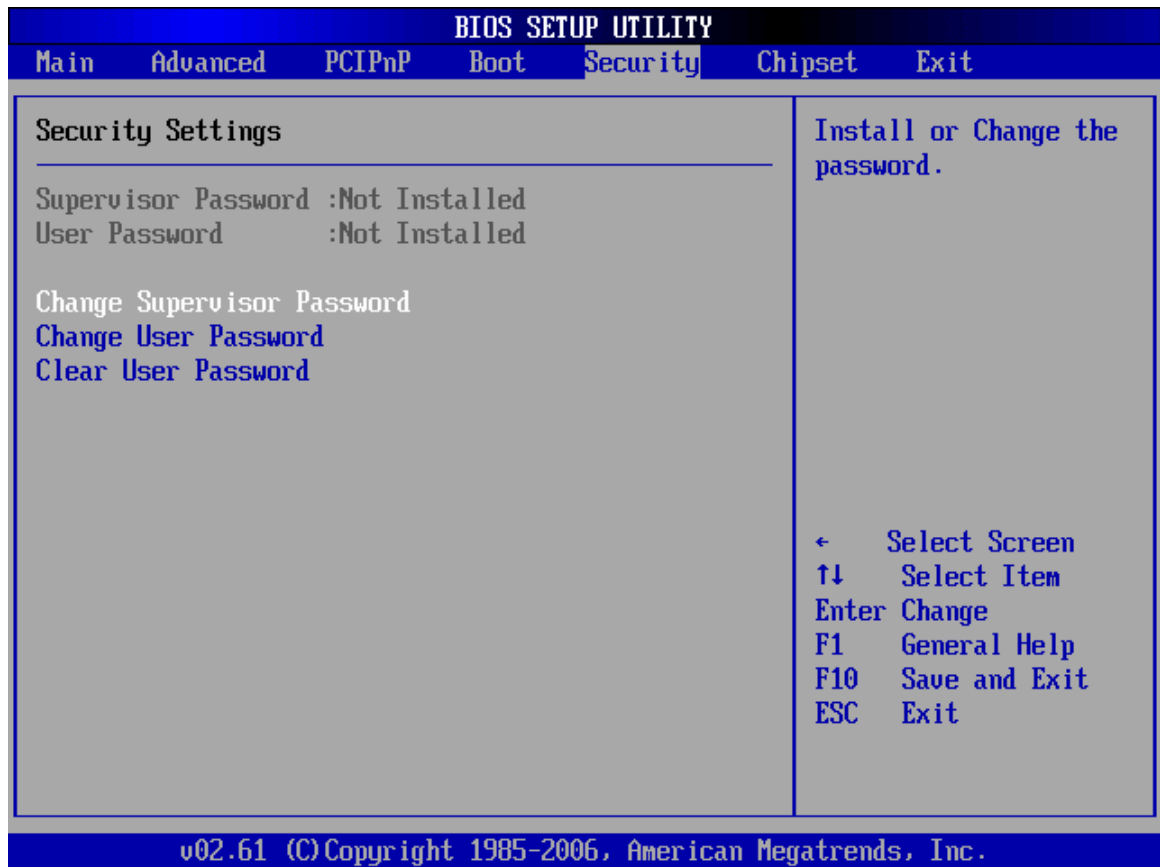 BIOS SETUP UTILITY
Main Advanced PCIPnP Boot Security Chipset Exit
Security Settings
Supervisor Password :Not Installed
User Password :Not Installed
Change Supervisor Password
Change User Password
Clear User Password
Install or Change the
password.
← Select Screen
↑↓ Select Item
Enter Change
F1 General Help
F10 Save and Exit
ESC Exit
v02.61 (C)Copyright 1985-2006, American Megatrends, Inc.